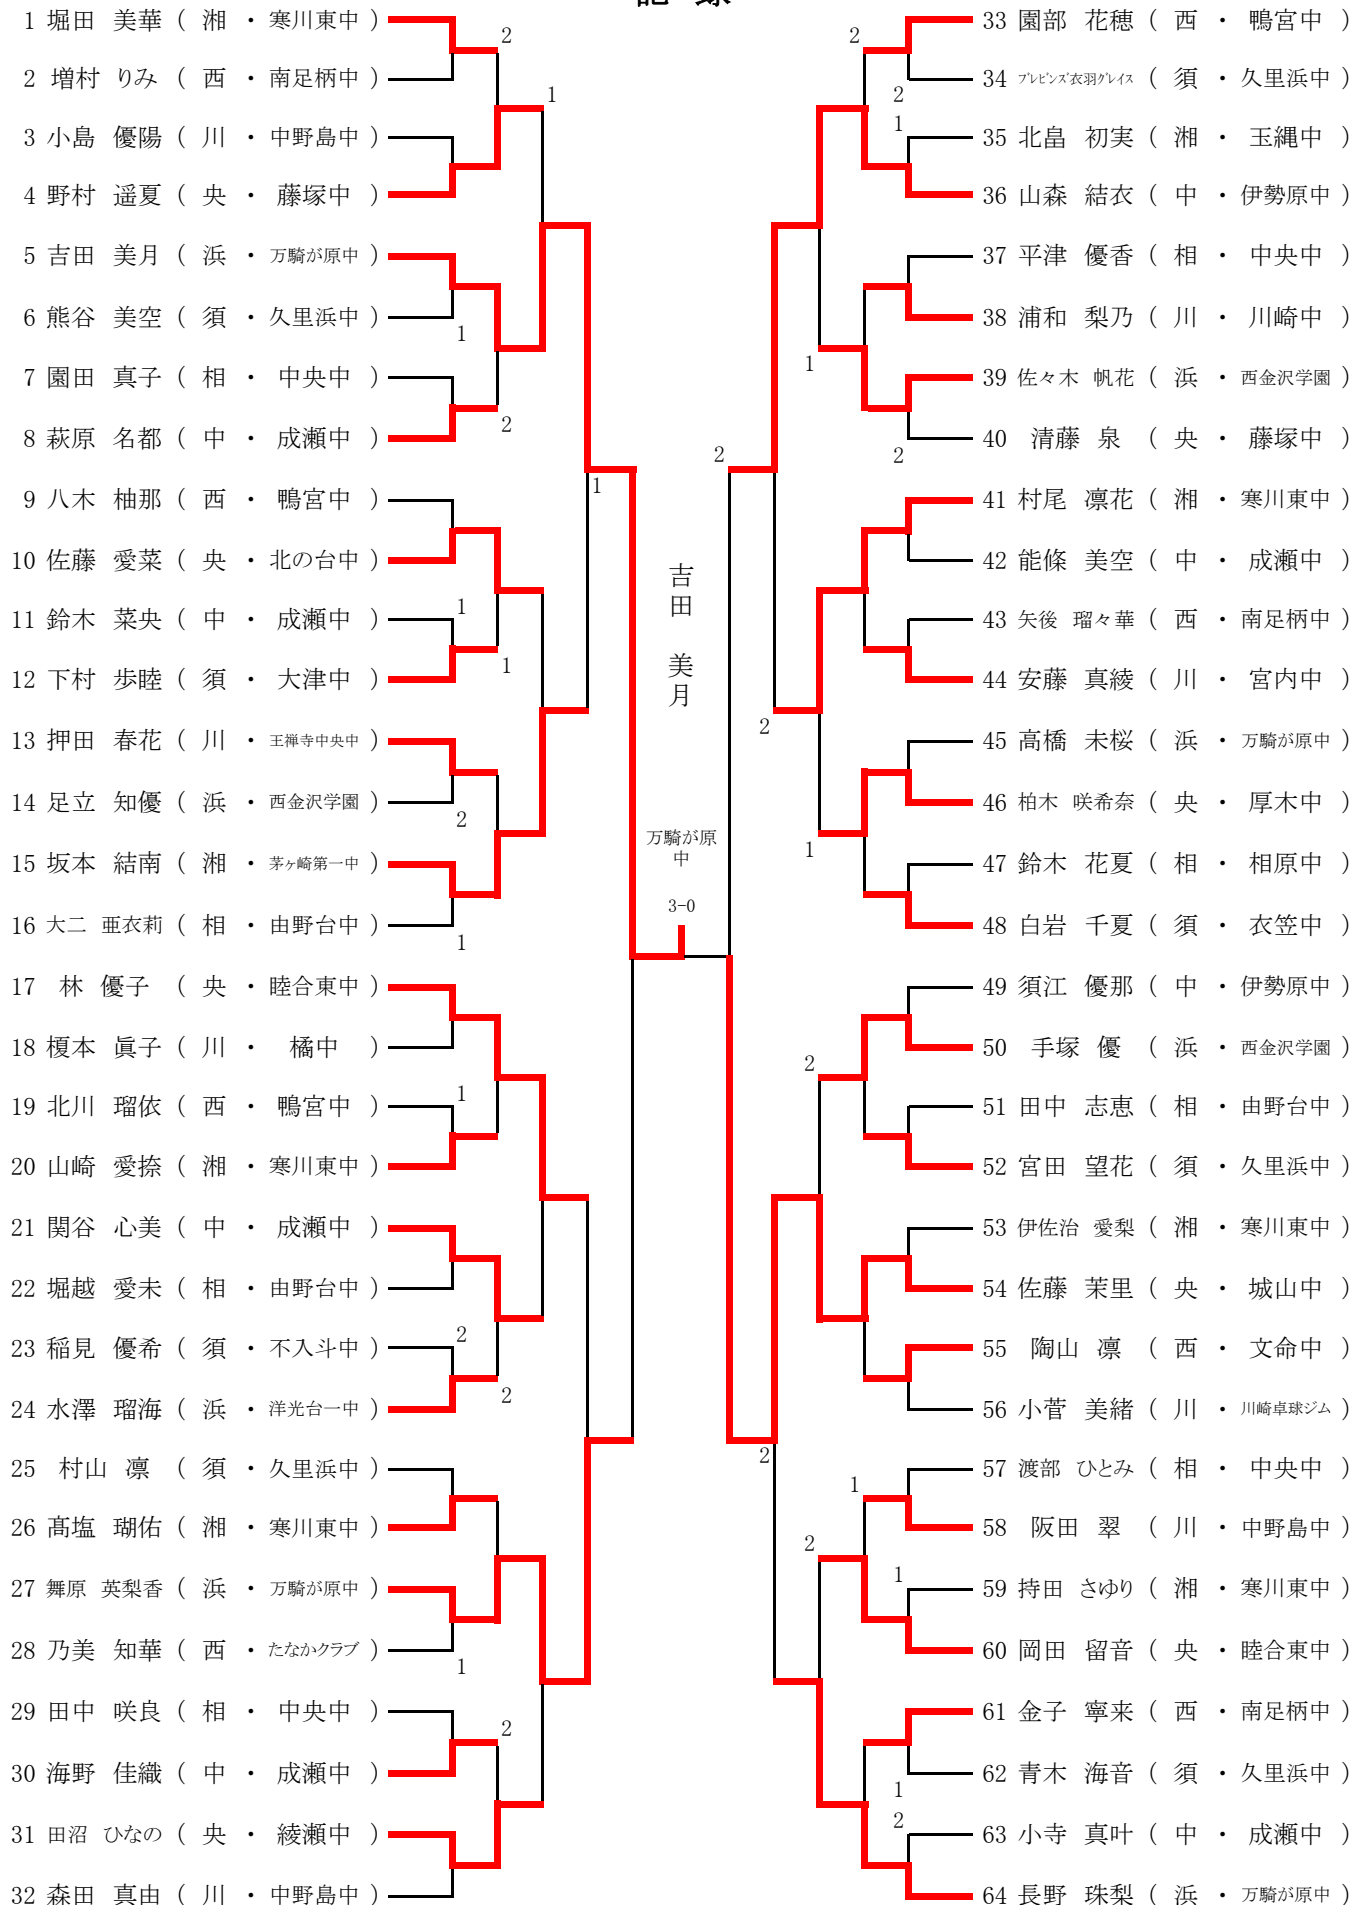 記 録
1 堀田 美華 ( 湘 ・ 寒川東中 )
2 増村 りみ ( 西 ・ 南足柄中 )
3 小島 優陽 ( 川 ・ 中野島中 )
4 野村 遥夏 ( 央 ・ 藤塚中 )
5 吉田 美月 ( 浜 ・ 万騎が原中 )
6 熊谷 美空 ( 須 ・ 久里浜中 )
7 園田 真子 ( 相 ・ 中央中 )
8 萩原 名都 ( 中 ・ 成瀬中 )
9 八木 柚那 ( 西 ・ 鴨宮中 )
10 佐藤 愛菜 ( 央 ・ 北の台中 )
11 鈴木 菜央 ( 中 ・ 成瀬中 )
12 下村 歩睦 ( 須 ・ 大津中 )
13 押田 春花 ( 川 ・ 王禅寺中央中 )
14 足立 知優 ( 浜 ・ 西金沢学園 )
15 坂本 結南 ( 湘 ・ 茅ヶ崎第一中 )
16 大二 亜衣莉 ( 相 ・ 由野台中 )
17 林 優子 ( 央 ・ 睦合東中 )
18 榎本 眞子 ( 川 ・ 橘中 )
19 北川 瑠依 ( 西 ・ 鴨宮中 )
20 山崎 愛捺 ( 湘 ・ 寒川東中 )
21 関谷 心美 ( 中 ・ 成瀬中 )
22 堀越 愛未 ( 相 ・ 由野台中 )
23 稲見 優希 ( 須 ・ 不入斗中 )
24 水澤 瑠海 ( 浜 ・ 洋光台一中 )
25 村山 凛 ( 須 ・ 久里浜中 )
26 髙塩 瑚佑 ( 湘 ・ 寒川東中 )
27 舞原 英梨香 ( 浜 ・ 万騎が原中 )
28 乃美 知華 ( 西 ・ たなかクラブ )
29 田中 咲良 ( 相 ・ 中央中 )
30 海野 佳織 ( 中 ・ 成瀬中 )
31 田沼 ひなの ( 央 ・ 綾瀬中 )
32 森田 真由 ( 川 ・ 中野島中 )
2
1
1
2
1
1
1
2
1
1
2
2
1
2
吉田 美月
万騎が原
中
3-0
2
2
1
1
2
2
2
1
2
2
1
2
1
1
2
33 園部 花穂 ( 西 ・ 鴨宮中 )
34 プレビンズ衣羽グレイス ( 須 ・ 久里浜中 )
35 北畠 初実 ( 湘 ・ 玉縄中 )
36 山森 結衣 ( 中 ・ 伊勢原中 )
37 平津 優香 ( 相 ・ 中央中 )
38 浦和 梨乃 ( 川 ・ 川崎中 )
39 佐々木 帆花 ( 浜 ・ 西金沢学園 )
40 清藤 泉 ( 央 ・ 藤塚中 )
41 村尾 凛花 ( 湘 ・ 寒川東中 )
42 能條 美空 ( 中 ・ 成瀬中 )
43 矢後 瑠々華 ( 西 ・ 南足柄中 )
44 安藤 真綾 ( 川 ・ 宮内中 )
45 高橋 未桜 ( 浜 ・ 万騎が原中 )
46 柏木 咲希奈 ( 央 ・ 厚木中 )
47 鈴木 花夏 ( 相 ・ 相原中 )
48 白岩 千夏 ( 須 ・ 衣笠中 )
49 須江 優那 ( 中 ・ 伊勢原中 )
50 手塚 優 ( 浜 ・ 西金沢学園 )
51 田中 志恵 ( 相 ・ 由野台中 )
52 宮田 望花 ( 須 ・ 久里浜中 )
53 伊佐治 愛梨 ( 湘 ・ 寒川東中 )
54 佐藤 茉里 ( 央 ・ 城山中 )
55 陶山 凛 ( 西 ・ 文命中 )
56 小菅 美緒 ( 川 ・ 川崎卓球ジム )
57 渡部 ひとみ ( 相 ・ 中央中 )
58 阪田 翠 ( 川 ・ 中野島中 )
59 持田 さゆり ( 湘 ・ 寒川東中 )
60 岡田 留音 ( 央 ・ 睦合東中 )
61 金子 寧来 ( 西 ・ 南足柄中 )
62 青木 海音 ( 須 ・ 久里浜中 )
63 小寺 真叶 ( 中 ・ 成瀬中 )
64 長野 珠梨 ( 浜 ・ 万騎が原中 )